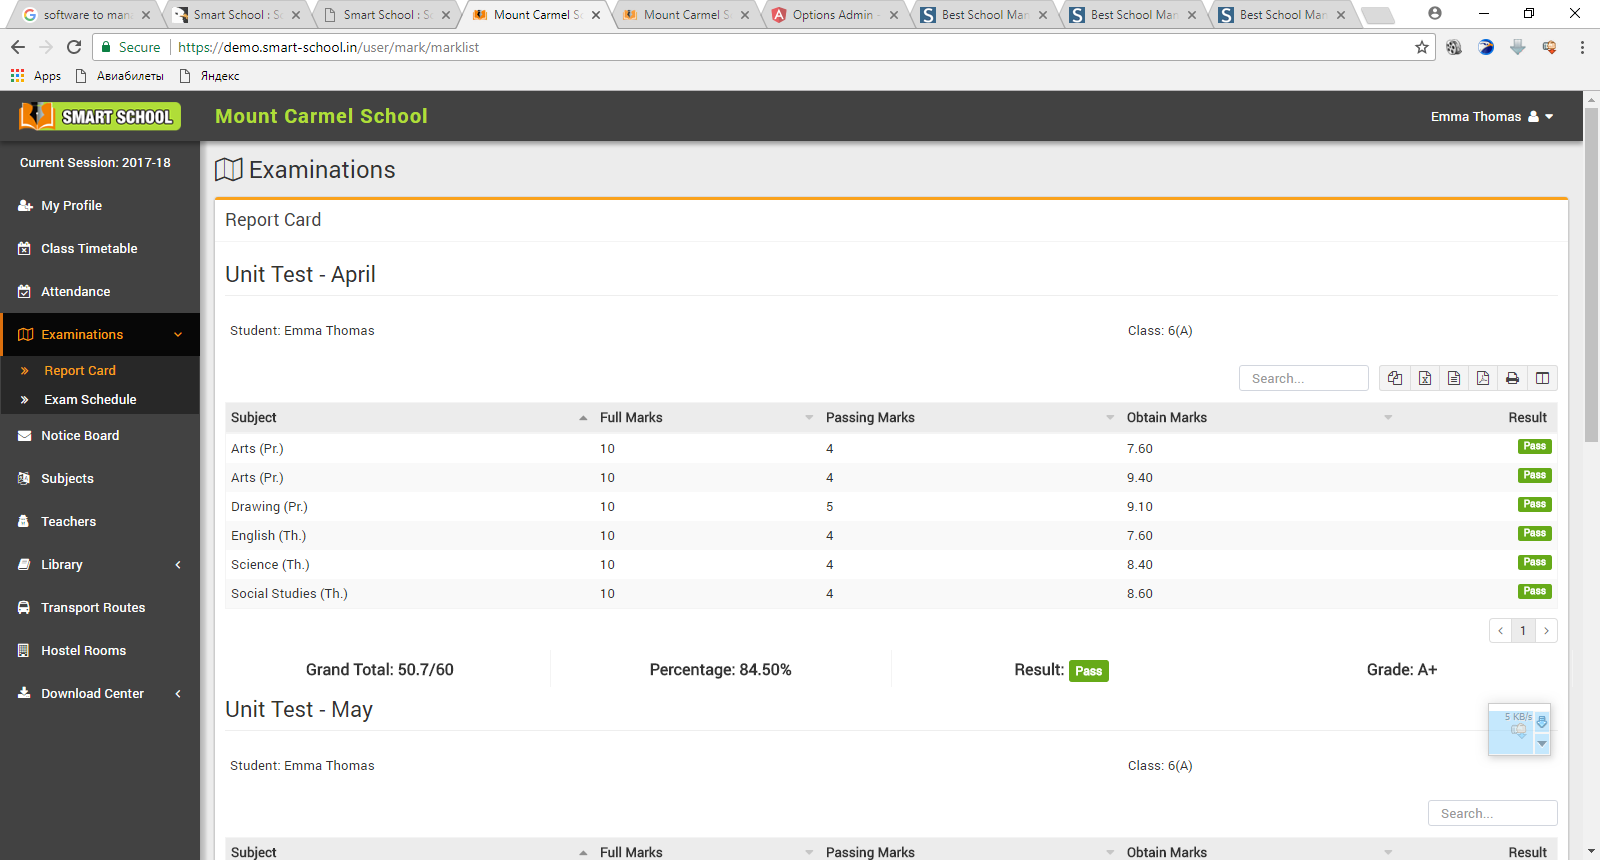 software to man
Smart School : S
Smart School : S
Mount Carmel S
Mount Carmel S
Options Admin -
Best School Man
Best School Man
Best School Man
Secure https://demo.smart-school.in/user/mark/marklist
Apps Авиабилеты Яндекс
SMART SCHOOL
Mount Carmel School
Emma Thomas
Current Session: 2017-18
My Profile
Class Timetable
Attendance
Examinations
Report Card
Exam Schedule
Notice Board
Subjects
Teachers
Library
Transport Routes
Hostel Rooms
Download Center
Examinations
Report Card
Unit Test - April
Student: Emma Thomas Class: 6(A)
Search...
Subject Full Marks Passing Marks Obtain Marks Result
Arts (Pr.) 10 4 7.60 Pass
Arts (Pr.) 10 4 9.40 Pass
Drawing (Pr.) 10 5 9.10 Pass
English (Th.) 10 4 7.60 Pass
Science (Th.) 10 4 8.40 Pass
Social Studies (Th.) 10 4 8.60 Pass
1
Grand Total: 50.7/60 Percentage: 84.50% Result: Pass Grade: A+
Unit Test - May
5 KB/s
Student: Emma Thomas Class: 6(A)
Search...
Subject Full Marks Passing Marks Obtain Marks Result